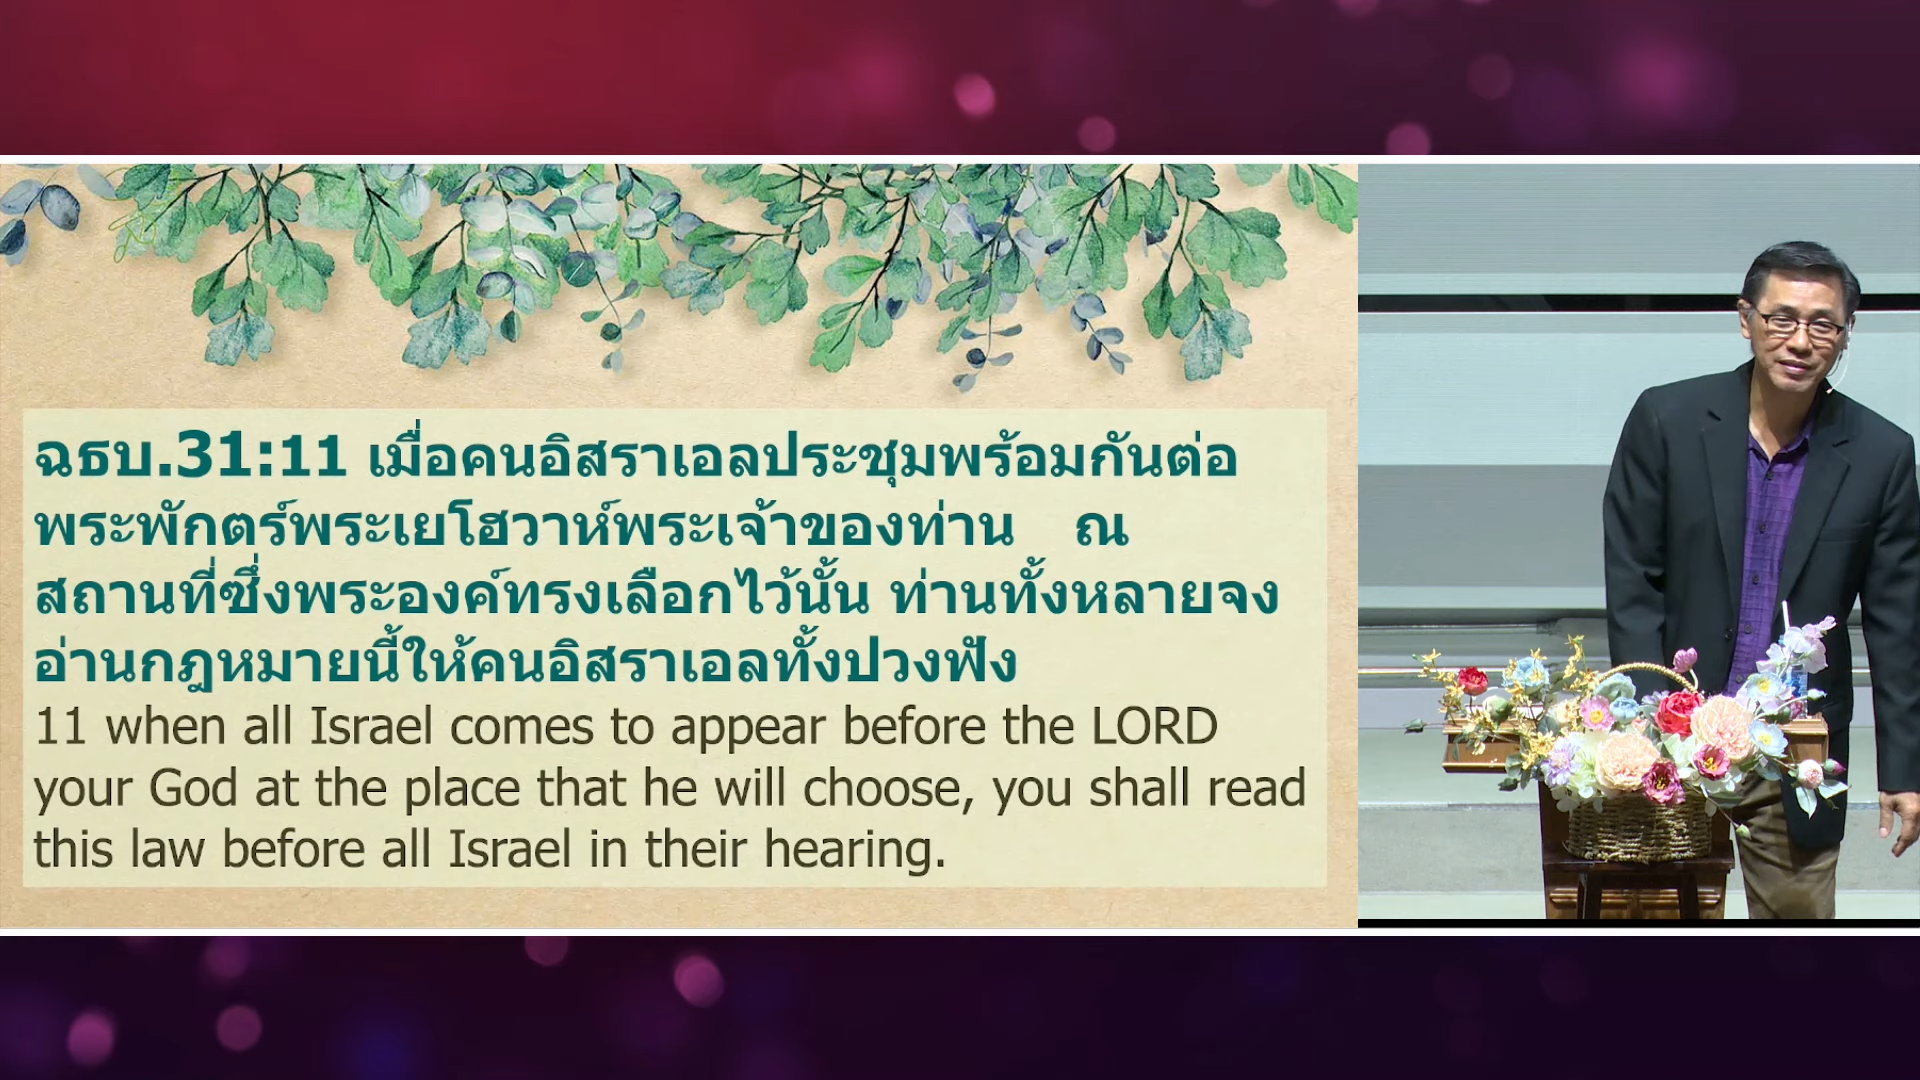 ฉธบ.31:11 เมื่อคนอิสราเอลประชุมพร้อมกันต่อ
พระพักตร์พระเยโฮวาห์พระเจ้าของท่าน ณ
สถานที่ซึ่งพระองค์ทรงเลือกไว้นั้น ท่านทั้งหลายจง
อ่านกฎหมายนี้ให้คนอิสราเอลทั้งปวงฟัง
11 when all Israel comes to appear before the LORD
your God at the place that he will choose, you shall read
this law before all Israel in their hearing.